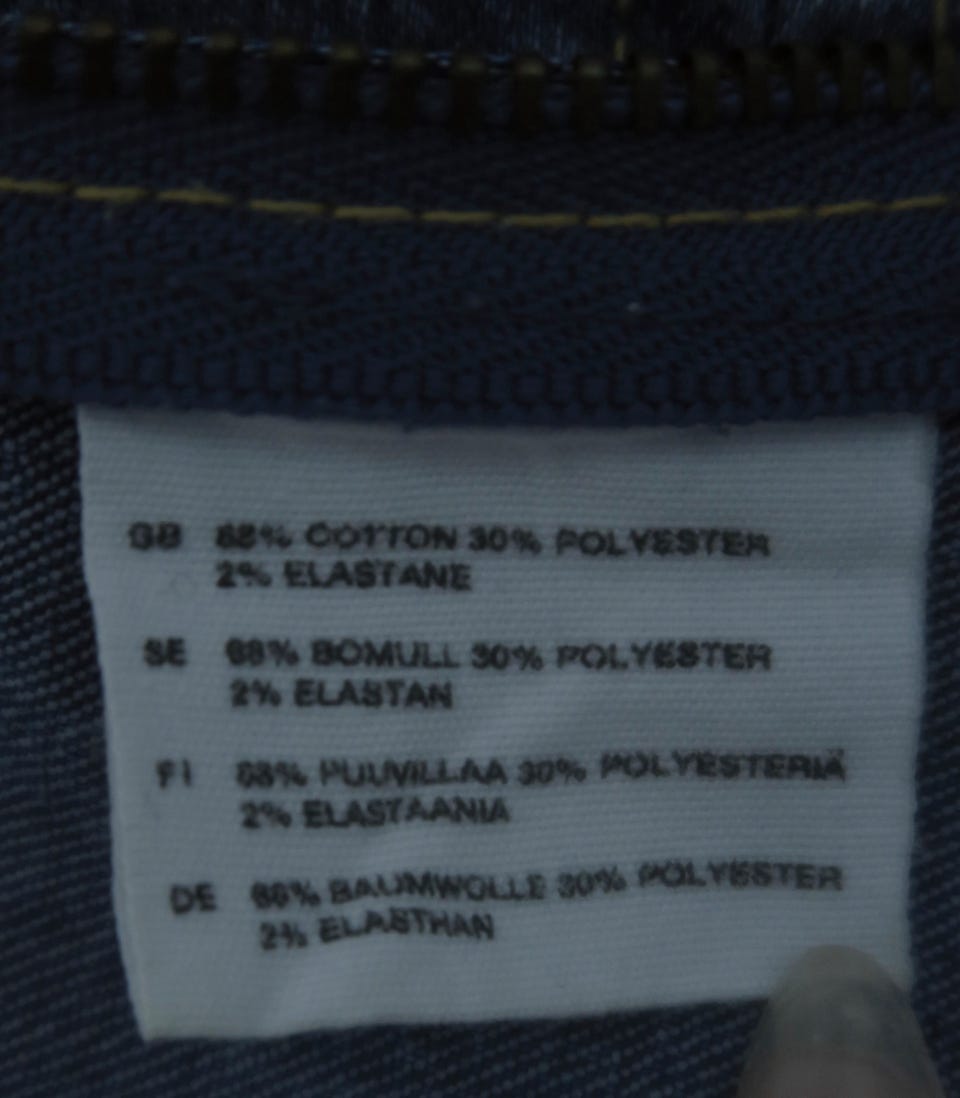 GB 68% COTTON 30% POLYESTER
2% ELASTANE
SE 68% BOMULL 30% POLYESTER
2% ELASTAN
FI 68% PUUVILLAA 30% POLYESTERIÄ
2% ELASTAANIA
DE 68% BAUMWOLLE 30% POLYESTER
2% ELASTHAN